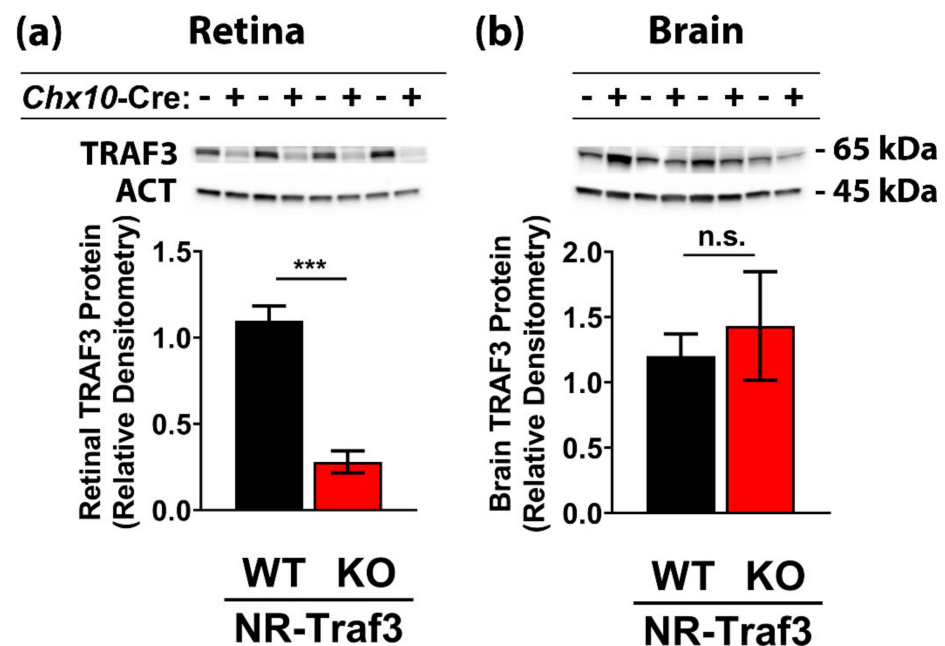 (a) Retina
Chx10-Cre: - + - + - + - +
TRAF3
ACT
Retinal TRAF3 Protein
(Relative Densitometry)
1.5
1.0
0.5
0.0
***
WT KO
NR-Traf3
(b) Brain
- + - + - + - +
- 65 kDa
- 45 kDa
Brain TRAF3 Protein
(Relative Densitometry)
2.0
1.5
1.0
0.5
0.0
n.s.
WT KO
NR-Traf3